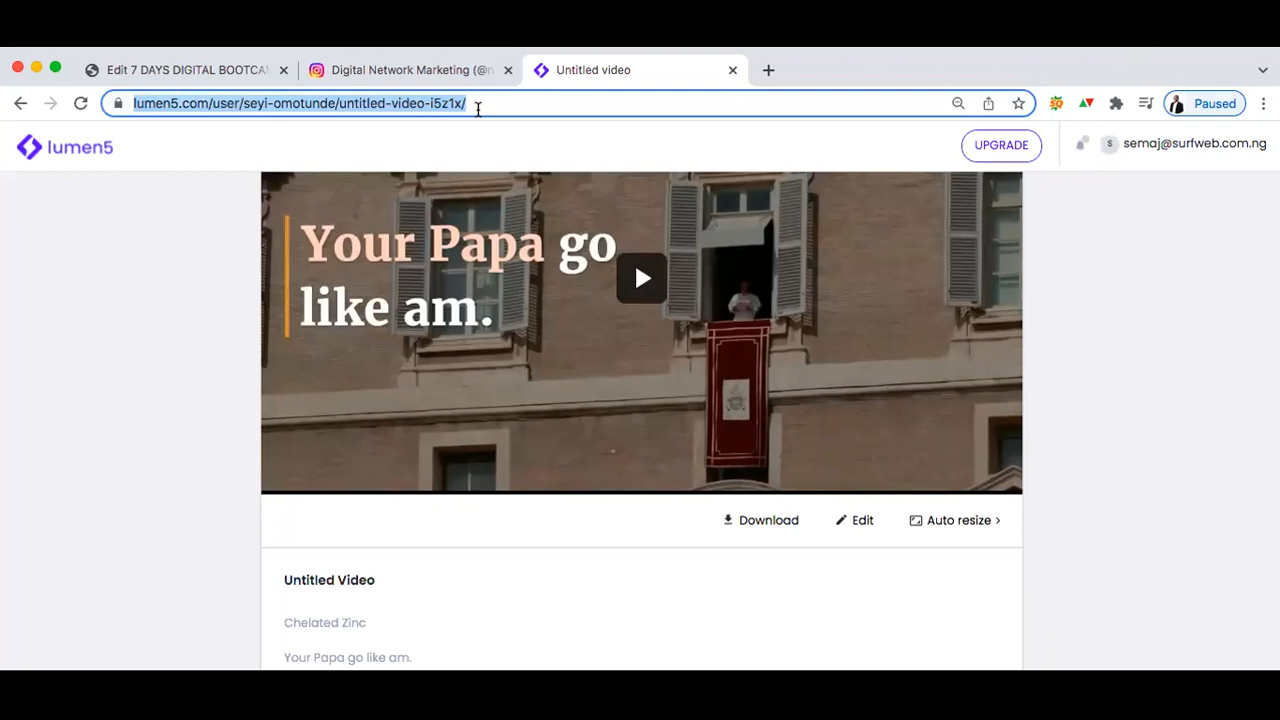 Edit 7 DAYS DIGITAL BOOTCAM
Digital Network Marketing (@n
Untitled video
lumen5.com/user/seyi-omotunde/untitled-video-i5z1x/
Paused
lumen5
UPGRADE
S
semaj@surfweb.com.ng
Your Papa go
like am.
Download
Edit
Auto resize >
Untitled Video
Chelated Zinc
Your Papa go like am.